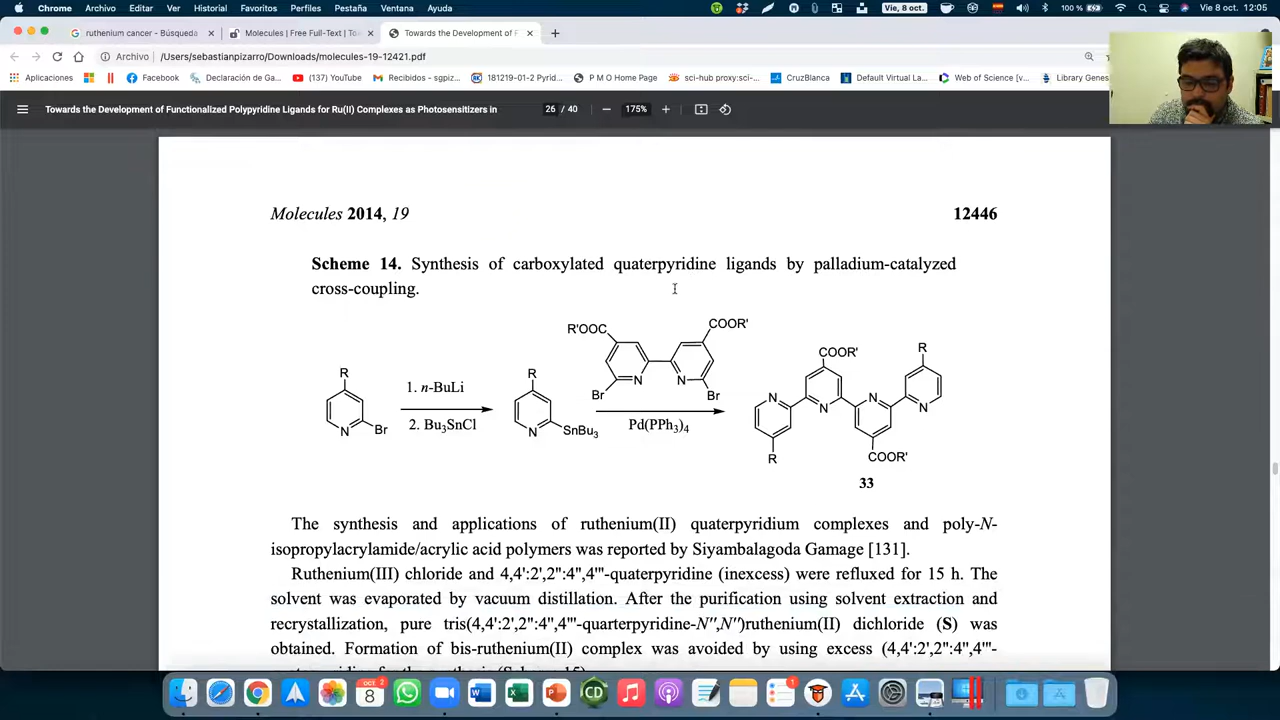 Chrome Archivo Editar Ver Historial Favoritos Perfiles Pestaña Ventana Ayuda Vie, 8 oct. 100 % Vie 8 oct. 12:05
ruthenium cancer - Búsqueda Molecules | Free Full-Text | To Towards the Development of F
Archivo /Users/sebastianpizarro/Downloads/molecules-19-12421.pdf
Aplicaciones Facebook Declaración de Ga... (137) YouTube Recibidos - sgpiz... 181219-01-2 Pyrid... P M O Home Page sci-hub proxy:sci-... CruzBlanca Default Virtual La... Web of Science [v... Library Genes
Towards the Development of Functionalized Polypyridine Ligands for Ru(II) Complexes as Photosensitizers in 26 / 40 175%
Molecules 2014, 19 12446
Scheme 14. Synthesis of carboxylated quaterpyridine ligands by palladium-catalyzed
cross-coupling.
R'OOC COOR'
COOR' R
R R
1. n-BuLi
N N
Br Br
N N N N
2. Bu3SnCl
Pd(PPh3)4
N Br N SnBu3
R COOR'
33
The synthesis and applications of ruthenium(II) quaterpyridium complexes and poly-N-
isopropylacrylamide/acrylic acid polymers was reported by Siyambalagoda Gamage [131].
Ruthenium(III) chloride and 4,4':2',2":4",4'''-quaterpyridine (inexcess) were refluxed for 15 h. The
solvent was evaporated by vacuum distillation. After the purification using solvent extraction and
recrystallization, pure tris(4,4':2',2":4",4'''-quarterpyridine-N'',N'')ruthenium(II) dichloride (S) was
obtained. Formation of bis-ruthenium(II) complex was avoided by using excess (4,4':2',2":4",4'''-
OCT
8
W X P
CD
1